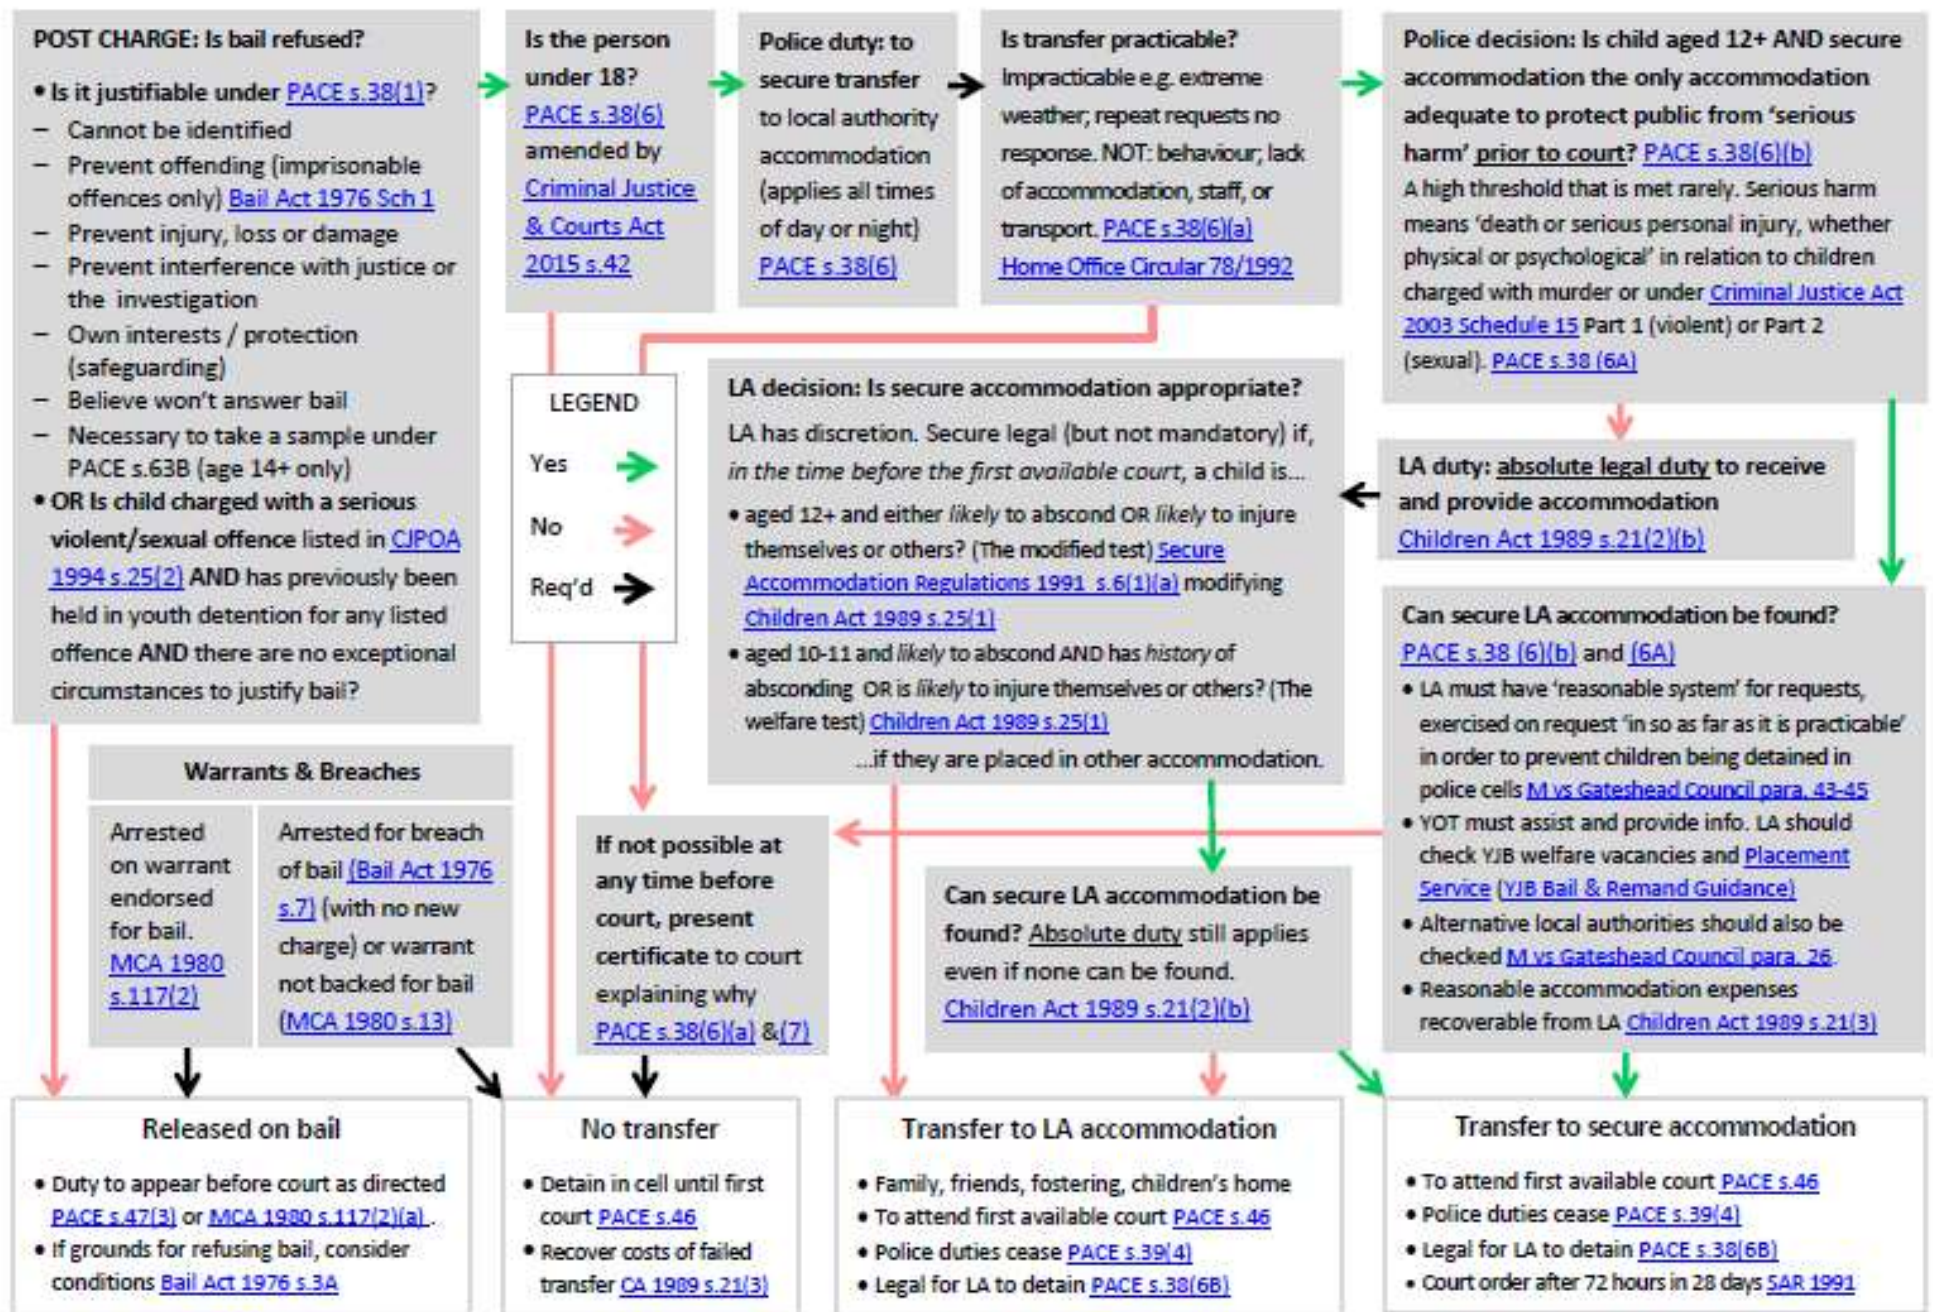 POST CHARGE: Is bail refused?
• Is it justifiable under PACE s.38(1)?
– Cannot be identified
– Prevent offending (imprisonable
offences only) Bail Act 1976 Sch 1
– Prevent injury, loss or damage
– Prevent interference with justice or
the investigation
– Own interests / protection
(safeguarding)
– Believe won't answer bail
– Necessary to take a sample under
PACE s.63B (age 14+ only)
• OR Is child charged with a serious
violent/sexual offence listed in CJPOA
1994 s.25(2) AND has previously been
held in youth detention for any listed
offence AND there are no exceptional
circumstances to justify bail?
Is the person
under 18?
PACE s.38(6)
amended by
Criminal Justice
& Courts Act
2015 s.42
Police duty: to
secure transfer
to local authority
accommodation
(applies all times
of day or night)
PACE s.38(6)
Is transfer practicable?
Impracticable e.g. extreme
weather; repeat requests no
response. NOT: behaviour; lack
of accommodation, staff, or
transport. PACE s.38(6)(a)
Home Office Circular 78/1992
Police decision: Is child aged 12+ AND secure
accommodation the only accommodation
adequate to protect public from 'serious
harm' prior to court? PACE s.38(6)(b)
A high threshold that is met rarely. Serious harm
means 'death or serious personal injury, whether
physical or psychological' in relation to children
charged with murder or under Criminal Justice Act
2003 Schedule 15 Part 1 (violent) or Part 2
(sexual). PACE s.38 (6A)
LEGEND
Yes
No
Req'd
LA decision: Is secure accommodation appropriate?
LA has discretion. Secure legal (but not mandatory) if,
in the time before the first available court, a child is...
• aged 12+ and either likely to abscond OR likely to injure
themselves or others? (The modified test) Secure
Accommodation Regulations 1991 s.6(1)(a) modifying
Children Act 1989 s.25(1)
• aged 10-11 and likely to abscond AND has history of
absconding OR is likely to injure themselves or others? (The
welfare test) Children Act 1989 s.25(1)
...if they are placed in other accommodation.
LA duty: absolute legal duty to receive
and provide accommodation
Children Act 1989 s.21(2)(b)
Can secure LA accommodation be found?
PACE s.38 (6)(b) and (6A)
• LA must have 'reasonable system' for requests,
exercised on request 'in so as far as it is practicable'
in order to prevent children being detained in
police cells M vs Gateshead Council para. 43-45
• YOT must assist and provide info. LA should
check YJB welfare vacancies and Placement
Service (YJB Bail & Remand Guidance)
• Alternative local authorities should also be
checked M vs Gateshead Council para. 26.
• Reasonable accommodation expenses
recoverable from LA Children Act 1989 s.21(3)
Warrants & Breaches
Arrested
on warrant
endorsed
for bail.
MCA 1980
s.117(2)
Arrested for breach
of bail (Bail Act 1976
s.7) (with no new
charge) or warrant
not backed for bail
(MCA 1980 s.13)
If not possible at
any time before
court, present
certificate to court
explaining why
PACE s.38(6)(a) &(7)
Can secure LA accommodation be
found? Absolute duty still applies
even if none can be found.
Children Act 1989 s.21(2)(b)
Released on bail
• Duty to appear before court as directed
PACE s.47(3) or MCA 1980 s.117(2)(a) .
• If grounds for refusing bail, consider
conditions Bail Act 1976 s.3A
No transfer
• Detain in cell until first
court PACE s.46
• Recover costs of failed
transfer CA 1989 s.21(3)
Transfer to LA accommodation
• Family, friends, fostering, children's home
• To attend first available court PACE s.46
• Police duties cease PACE s.39(4)
• Legal for LA to detain PACE s.38(6B)
Transfer to secure accommodation
• To attend first available court PACE s.46
• Police duties cease PACE s.39(4)
• Legal for LA to detain PACE s.38(6B)
• Court order after 72 hours in 28 days SAR 1991